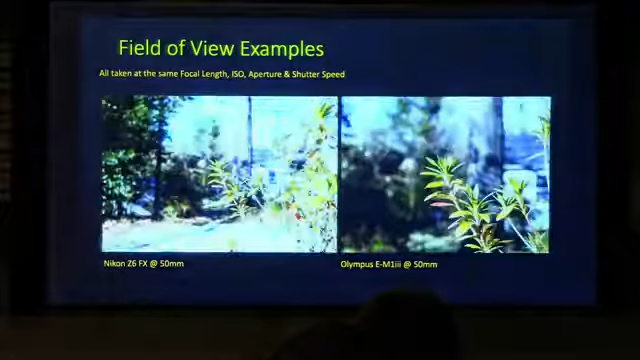 Field of View Examples
All taken at the same Focal Length, ISO, Aperture & Shutter Speed
Nikon Z6 FX @ 50mm
Olympus E-M1iii @ 50mm